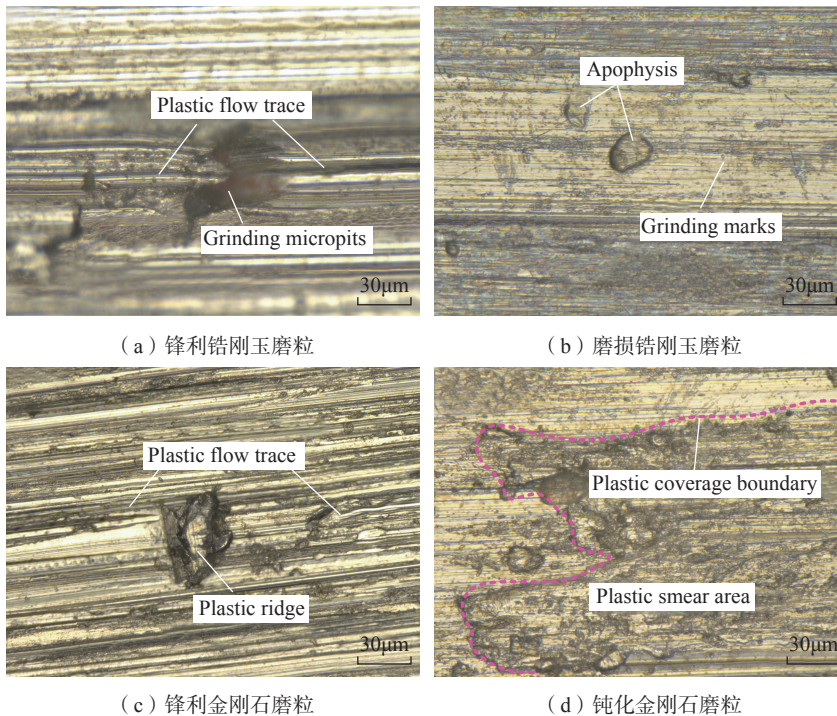 Plastic flow trace
Grinding micropits
30μm
(a)锋利锆刚玉磨粒
Apophysis
Grinding marks
30μm
(b)磨损锆刚玉磨粒
Plastic flow trace
Plastic ridge
30μm
(c)锋利金刚石磨粒
Plastic coverage boundary
Plastic smear area
30μm
(d)钝化金刚石磨粒